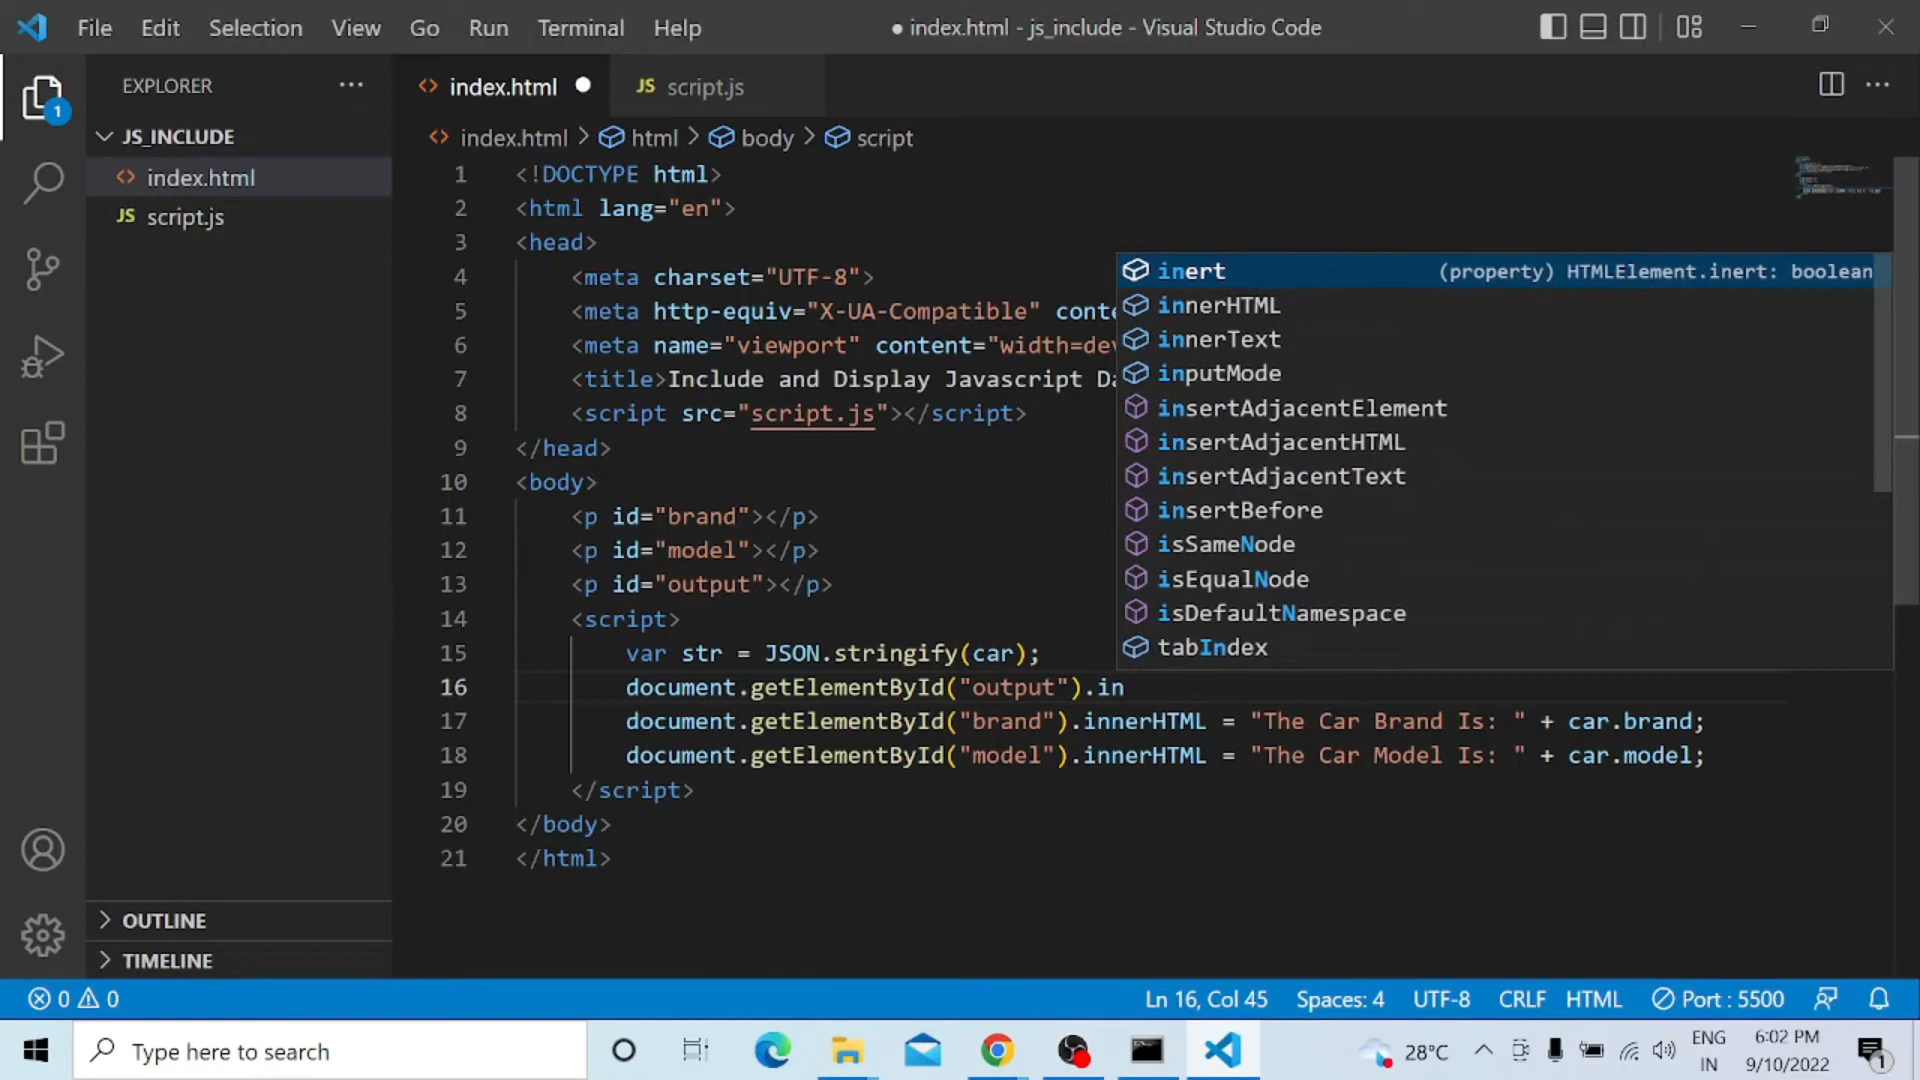 File Edit Selection View Go Run Terminal Help
● index.html - js_include - Visual Studio Code
EXPLORER
1
JS_INCLUDE
index.html
JS script.js
OUTLINE
TIMELINE
<> index.html ●
JS script.js
<> index.html > html > body > script
1 <!DOCTYPE html>
2 <html lang="en">
3 <head>
4 <meta charset="UTF-8">
5 <meta http-equiv="X-UA-Compatible" conte
6 <meta name="viewport" content="width=dev
7 <title>Include and Display Javascript Da
8 <script src="script.js"></script>
9 </head>
10 <body>
11 <p id="brand"></p>
12 <p id="model"></p>
13 <p id="output"></p>
14 <script>
15 var str = JSON.stringify(car);
16 document.getElementById("output").in
17 document.getElementById("brand").innerHTML = "The Car Brand Is: " + car.brand;
18 document.getElementById("model").innerHTML = "The Car Model Is: " + car.model;
19 </script>
20 </body>
21 </html>
inert (property) HTMLElement.inert: boolean
innerHTML
innerText
inputMode
insertAdjacentElement
insertAdjacentHTML
insertAdjacentText
insertBefore
isSameNode
isEqualNode
isDefaultNamespace
tabIndex
0 0
Ln 16, Col 45 Spaces: 4 UTF-8 CRLF HTML Port : 5500
Type here to search
28°C
ENG
IN
6:02 PM
9/10/2022
1